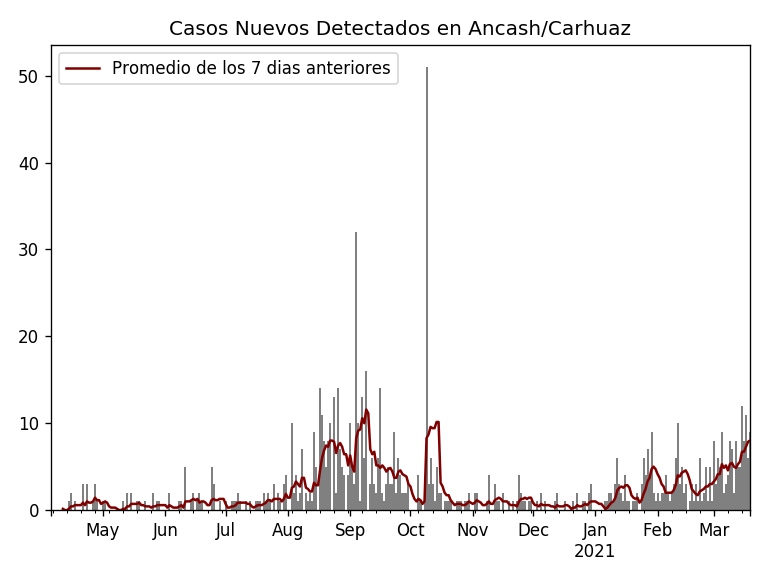 Casos Nuevos Detectados en Ancash/Carhuaz
Promedio de los 7 dias anteriores
50
40
30
20
10
0
May Jun Jul Aug Sep Oct Nov Dec Jan Feb Mar
2021